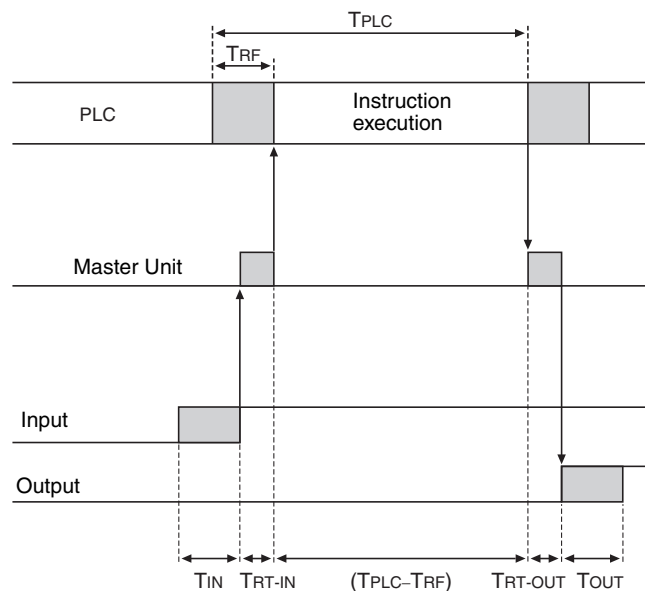 TPLC
TRF
PLC
Instruction
execution
Master Unit
Input
Output
TIN
TRT-IN
(TPLC–TRF)
TRT-OUT
TOUT